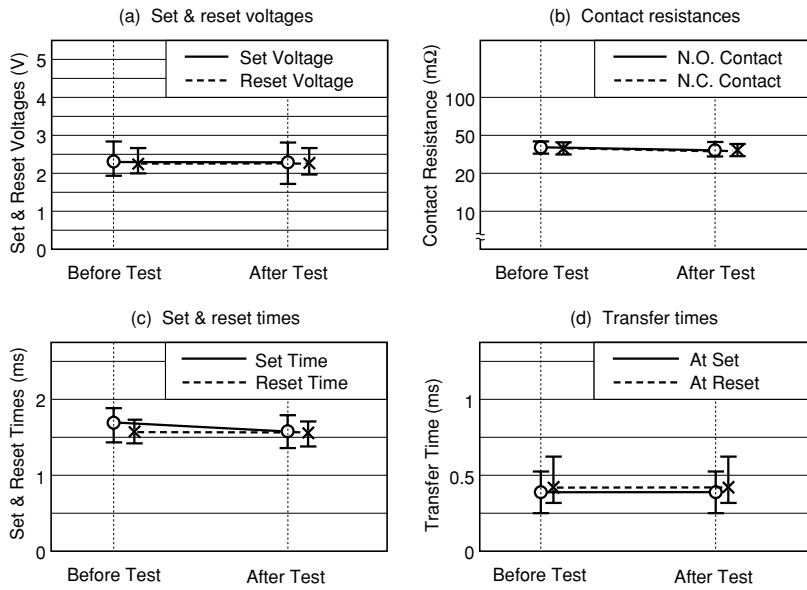 (a) Set & reset voltages
Set & Reset Voltages (V)
5
4
3
2
1
0
Set Voltage
Reset Voltage
Before Test
After Test
(b) Contact resistances
Contact Resistance (mΩ)
100
50
20
10
N.O. Contact
N.C. Contact
Before Test
After Test
(c) Set & reset times
Set & Reset Times (ms)
2
1
0
Set Time
Reset Time
Before Test
After Test
(d) Transfer times
Transfer Time (ms)
1
0.5
0
At Set
At Reset
Before Test
After Test